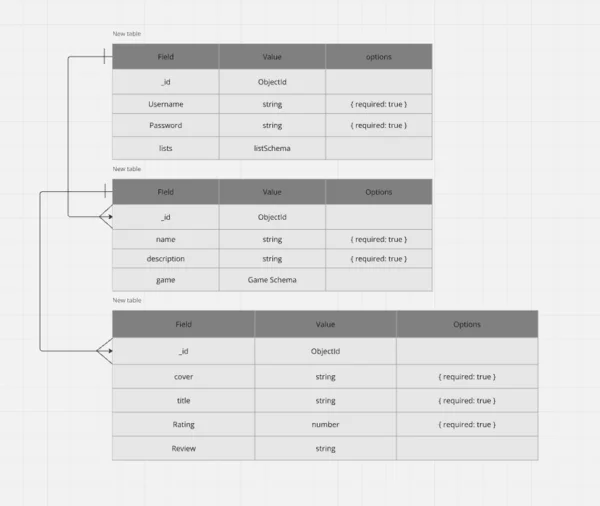 New table
Field Value options
_id ObjectId
Username string { required: true }
Password string { required: true }
lists listSchema
New table
Field Value Options
_id ObjectId
name string { required: true }
description string { required: true }
game Game Schema
New table
Field Value Options
_id ObjectId
cover string { required: true }
title string { required: true }
Rating number { required: true }
Review string